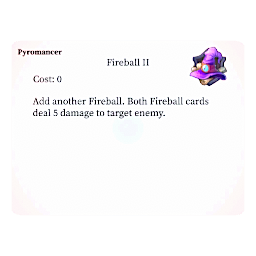 Pyromancer
Fireball II
Cost: 0
Add another Fireball. Both Fireball cards
deal 5 damage to target enemy.